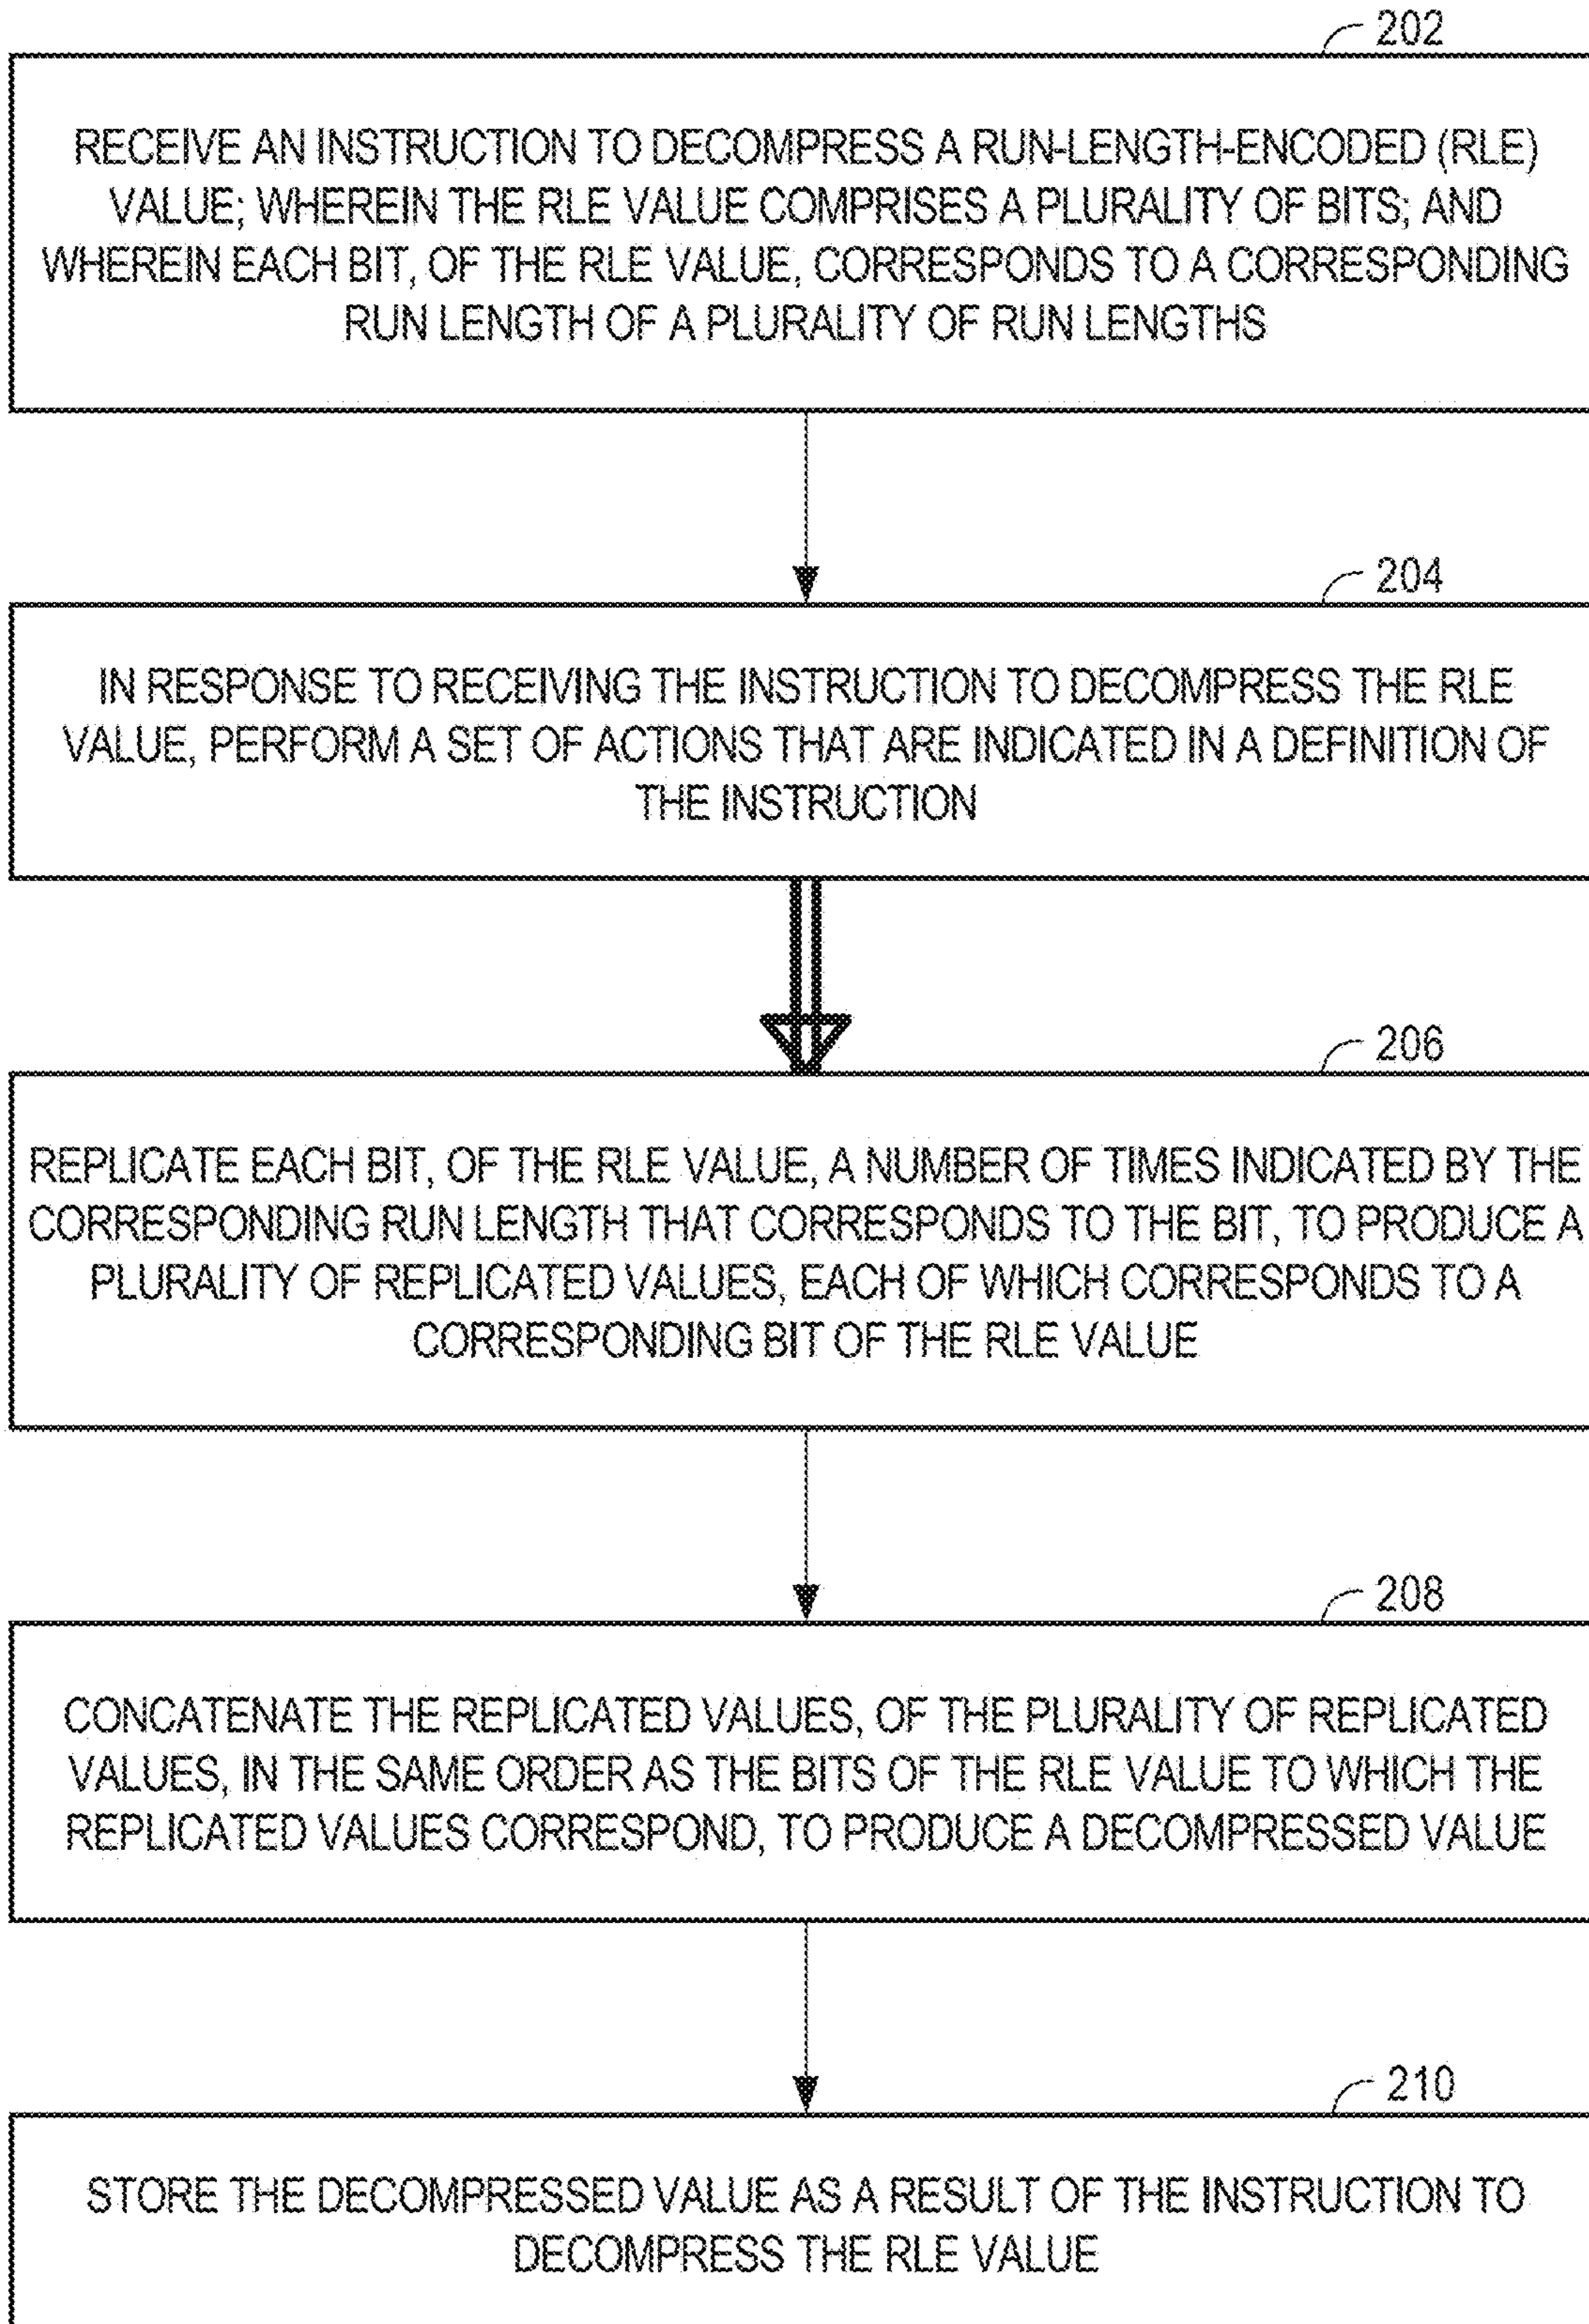 202
RECEIVE AN INSTRUCTION TO DECOMPRESS A RUN-LENGTH-ENCODED (RLE)
VALUE; WHEREIN THE RLE VALUE COMPRISES A PLURALITY OF BITS; AND
WHEREIN EACH BIT, OF THE RLE VALUE, CORRESPONDS TO A CORRESPONDING
RUN LENGTH OF A PLURALITY OF RUN LENGTHS
204
IN RESPONSE TO RECEIVING THE INSTRUCTION TO DECOMPRESS THE RLE
VALUE, PERFORM A SET OF ACTIONS THAT ARE INDICATED IN A DEFINITION OF
THE INSTRUCTION
206
REPLICATE EACH BIT, OF THE RLE VALUE, A NUMBER OF TIMES INDICATED BY THE
CORRESPONDING RUN LENGTH THAT CORRESPONDS TO THE BIT, TO PRODUCE A
PLURALITY OF REPLICATED VALUES, EACH OF WHICH CORRESPONDS TO A
CORRESPONDING BIT OF THE RLE VALUE
208
CONCATENATE THE REPLICATED VALUES, OF THE PLURALITY OF REPLICATED
VALUES, IN THE SAME ORDER AS THE BITS OF THE RLE VALUE TO WHICH THE
REPLICATED VALUES CORRESPOND, TO PRODUCE A DECOMPRESSED VALUE
210
STORE THE DECOMPRESSED VALUE AS A RESULT OF THE INSTRUCTION TO
DECOMPRESS THE RLE VALUE